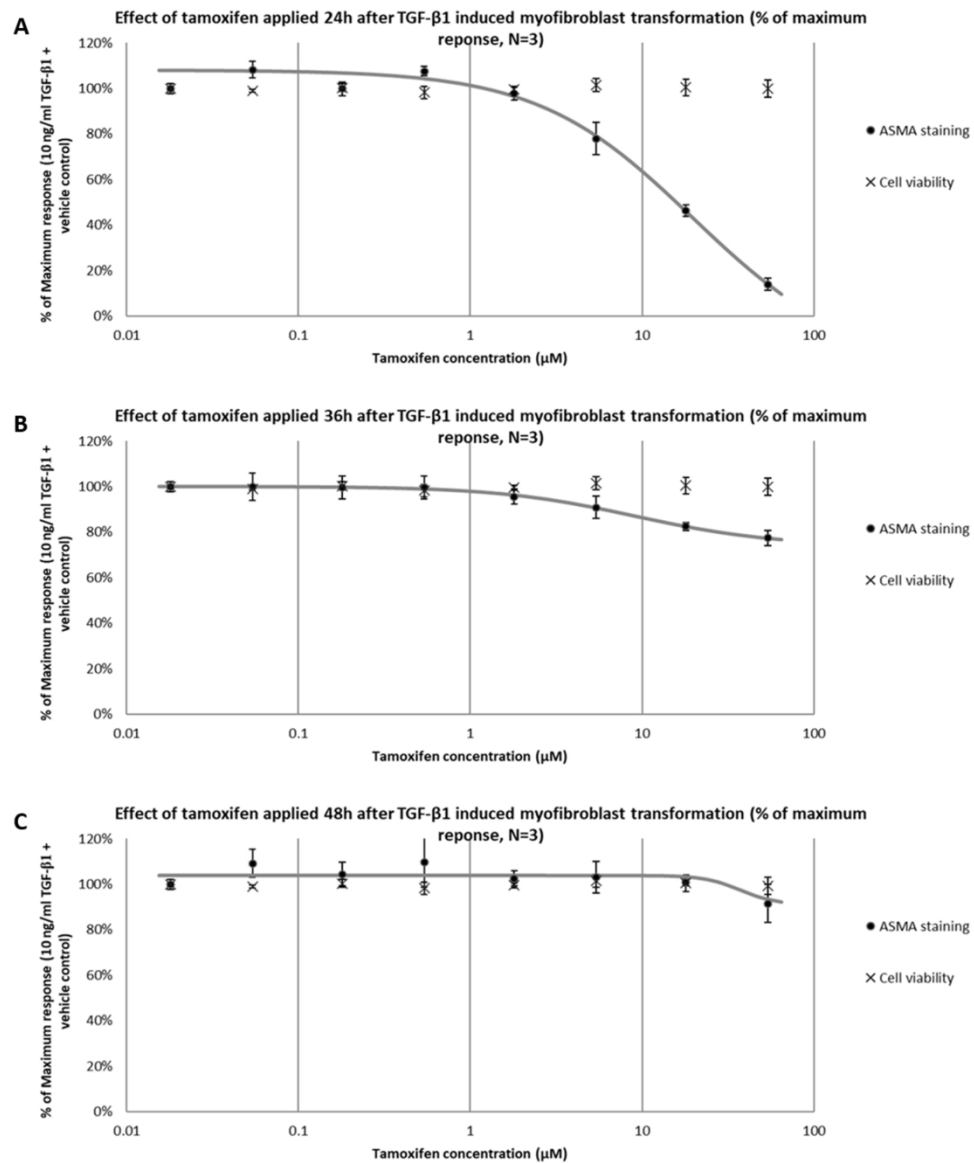 A
Effect of tamoxifen applied 24h after TGF-β1 induced myofibroblast transformation (% of maximum
reponse, N=3)
% of Maximum response (10 ng/ml TGF-β1 +
vehicle control)
120%
100%
80%
60%
40%
20%
0%
0.01
0.1
1
10
100
Tamoxifen concentration (µM)
ASMA staining
Cell viability
B
Effect of tamoxifen applied 36h after TGF-β1 induced myofibroblast transformation (% of maximum
reponse, N=3)
% of Maximum response (10 ng/ml TGF-β1 +
vehicle control)
120%
100%
80%
60%
40%
20%
0%
0.01
0.1
1
10
100
Tamoxifen concentration (µM)
ASMA staining
Cell viability
C
Effect of tamoxifen applied 48h after TGF-β1 induced myofibroblast transformation (% of maximum
reponse, N=3)
% of Maximum response (10 ng/ml TGF-β1 +
vehicle control)
120%
100%
80%
60%
40%
20%
0%
0.01
0.1
1
10
100
Tamoxifen concentration (µM)
ASMA staining
Cell viability